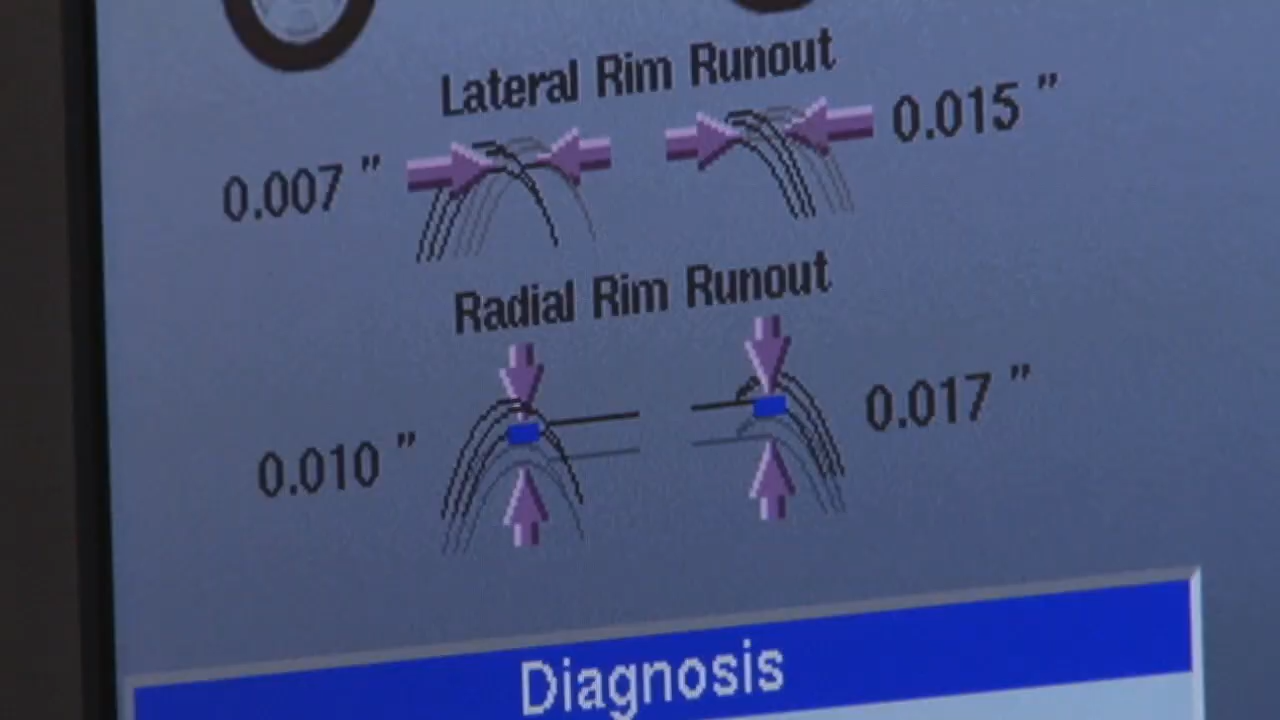 Lateral Rim Runout
0.007 "
0.015 "
Radial Rim Runout
0.010 "
0.017 "
Diagnosis